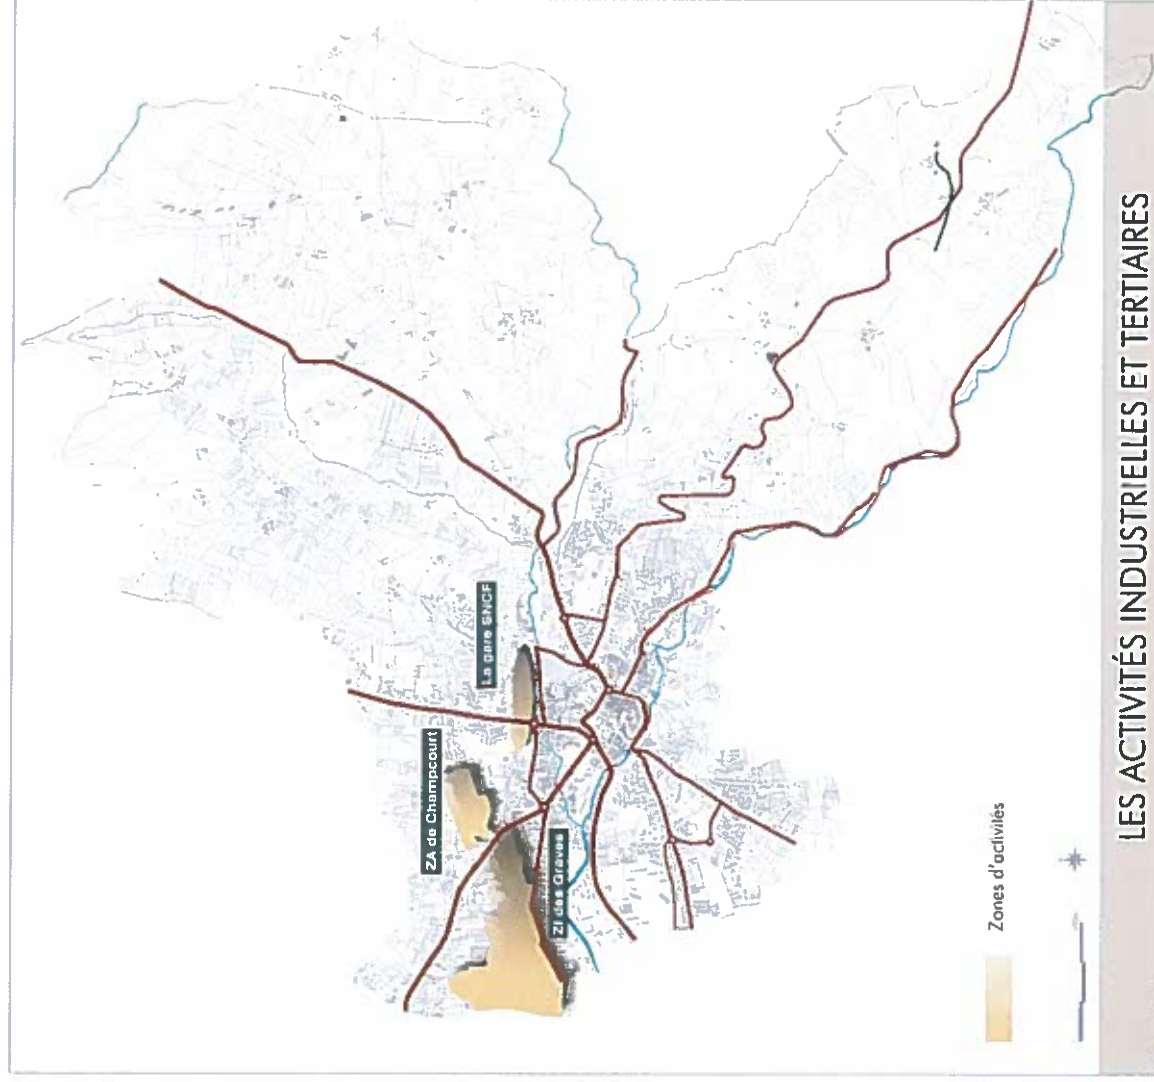 La gare SNCF
ZA de Champcourt
ZI des Graves
Zones d'activités
LES ACTIVITÉS INDUSTRIELLES ET TERTIAIRES